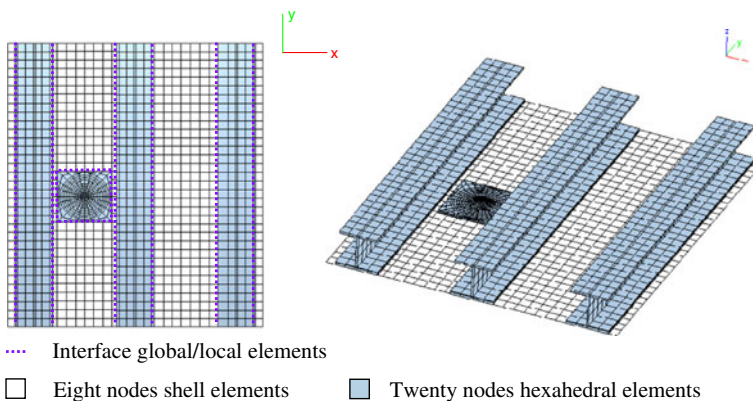 y
x
z
y
Interface global/local elements
Eight nodes shell elements
Twenty nodes hexahedral elements